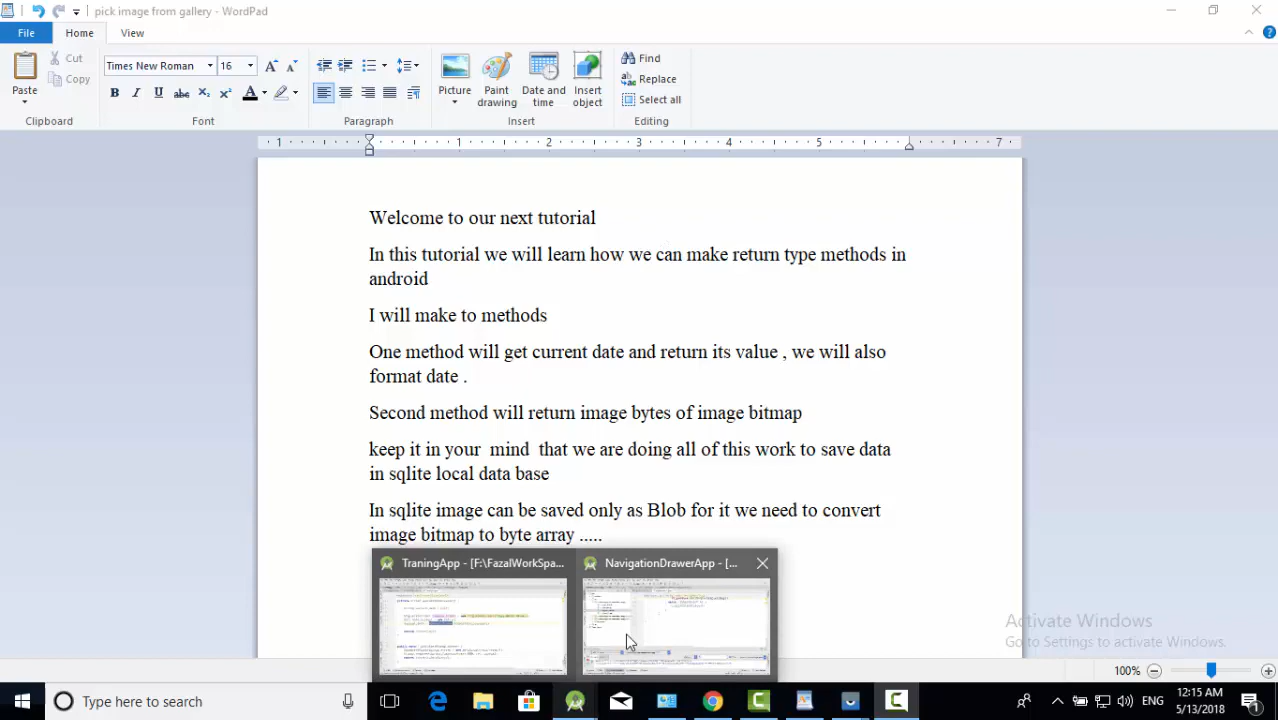 pick image from gallery - WordPad
File Home View
Cut
Copy
Paste
Times New Roman 16
Picture
Paint drawing
Date and time
Insert object
Find
Replace
Select all
Clipboard Font Paragraph Insert Editing
1 1 2 3 4 5 7
Welcome to our next tutorial
In this tutorial we will learn how we can make return type methods in
android
I will make to methods
One method will get current date and return its value , we will also
format date .
Second method will return image bytes of image bitmap
keep it in your mind that we are doing all of this work to save data
in sqlite local data base
In sqlite image can be saved only as Blob for it we need to convert
image bitmap to byte array .....
TraningApp - [F:\FazalWorkSpa... NavigationDrawerApp - [...
Activate Windows
Go to Settings to activate Windows.
100%
Type here to search
ENG
12:15 AM
5/13/2018